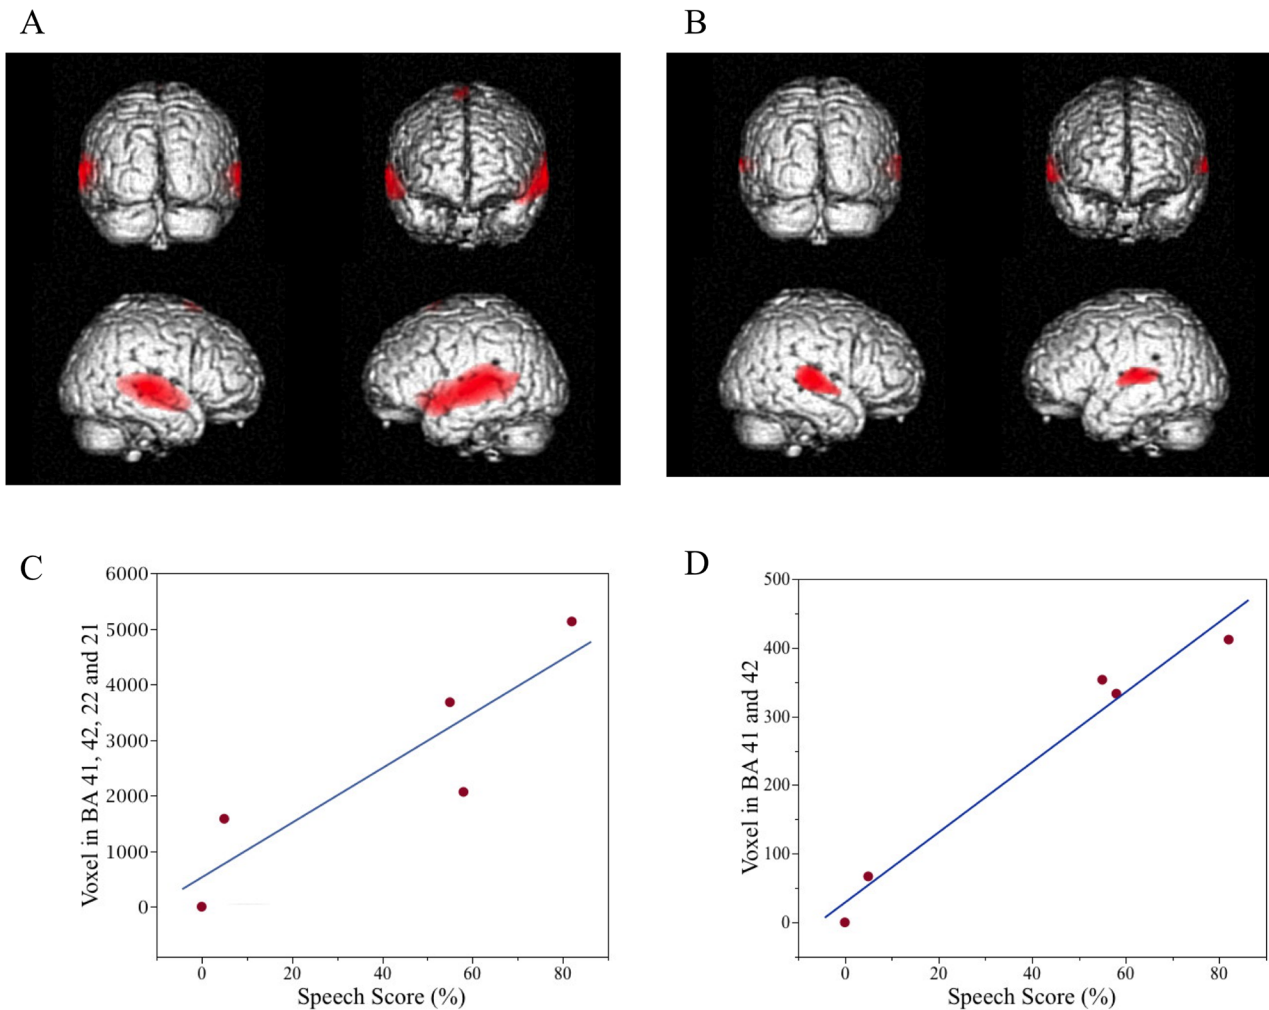 A
B
C
6000
5000
4000
3000
2000
1000
0
Voxel in BA 41, 42, 22 and 21
0 20 40 60 80
Speech Score (%)
D
500
400
300
200
100
0
Voxel in BA 41 and 42
0 20 40 60 80
Speech Score (%)